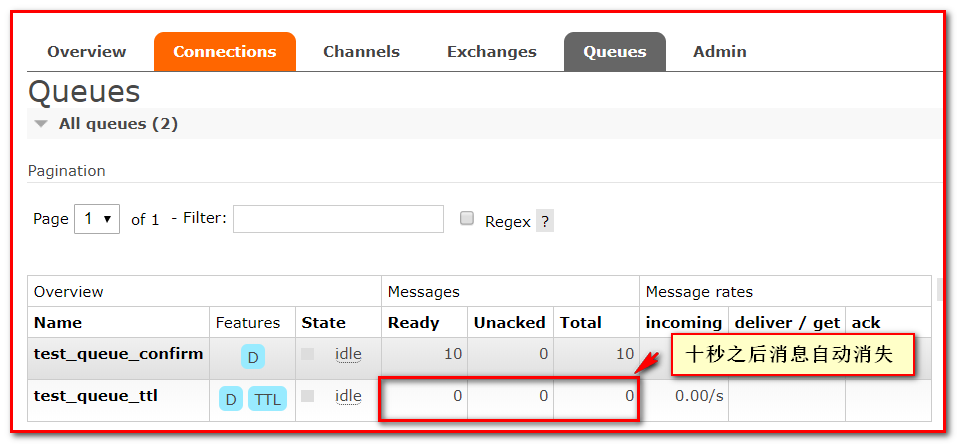 Overview Connections Channels Exchanges Queues Admin
Queues
All queues (2)
Pagination
Page 1 of 1 - Filter: Regex ?
Overview Messages Message rates
Name Features State Ready Unacked Total incoming deliver / get ack
test_queue_confirm D idle 10 0 10
十秒之后消息自动消失
test_queue_ttl D TTL idle 0 0 0 0.00/s